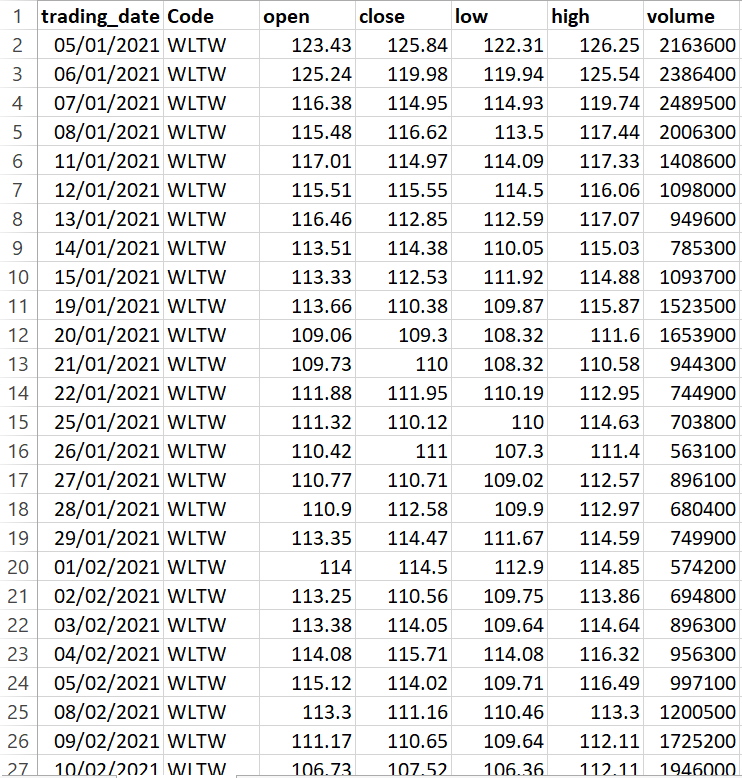 1 trading_date Code open close low high volume
2 05/01/2021 WLTW 123.43 125.84 122.31 126.25 2163600
3 06/01/2021 WLTW 125.24 119.98 119.94 125.54 2386400
4 07/01/2021 WLTW 116.38 114.95 114.93 119.74 2489500
5 08/01/2021 WLTW 115.48 116.62 113.5 117.44 2006300
6 11/01/2021 WLTW 117.01 114.97 114.09 117.33 1408600
7 12/01/2021 WLTW 115.51 115.55 114.5 116.06 1098000
8 13/01/2021 WLTW 116.46 112.85 112.59 117.07 949600
9 14/01/2021 WLTW 113.51 114.38 110.05 115.03 785300
10 15/01/2021 WLTW 113.33 112.53 111.92 114.88 1093700
11 19/01/2021 WLTW 113.66 110.38 109.87 115.87 1523500
12 20/01/2021 WLTW 109.06 109.3 108.32 111.6 1653900
13 21/01/2021 WLTW 109.73 110 108.32 110.58 944300
14 22/01/2021 WLTW 111.88 111.95 110.19 112.95 744900
15 25/01/2021 WLTW 111.32 110.12 110 114.63 703800
16 26/01/2021 WLTW 110.42 111 107.3 111.4 563100
17 27/01/2021 WLTW 110.77 110.71 109.02 112.57 896100
18 28/01/2021 WLTW 110.9 112.58 109.9 112.97 680400
19 29/01/2021 WLTW 113.35 114.47 111.67 114.59 749900
20 01/02/2021 WLTW 114 114.5 112.9 114.85 574200
21 02/02/2021 WLTW 113.25 110.56 109.75 113.86 694800
22 03/02/2021 WLTW 113.38 114.05 109.64 114.64 896300
23 04/02/2021 WLTW 114.08 115.71 114.08 116.32 956300
24 05/02/2021 WLTW 115.12 114.02 109.71 116.49 997100
25 08/02/2021 WLTW 113.3 111.16 110.46 113.3 1200500
26 09/02/2021 WLTW 111.17 110.65 109.64 112.11 1725200
27 10/02/2021 WLTW 106.73 107.52 106.36 112.11 1946000